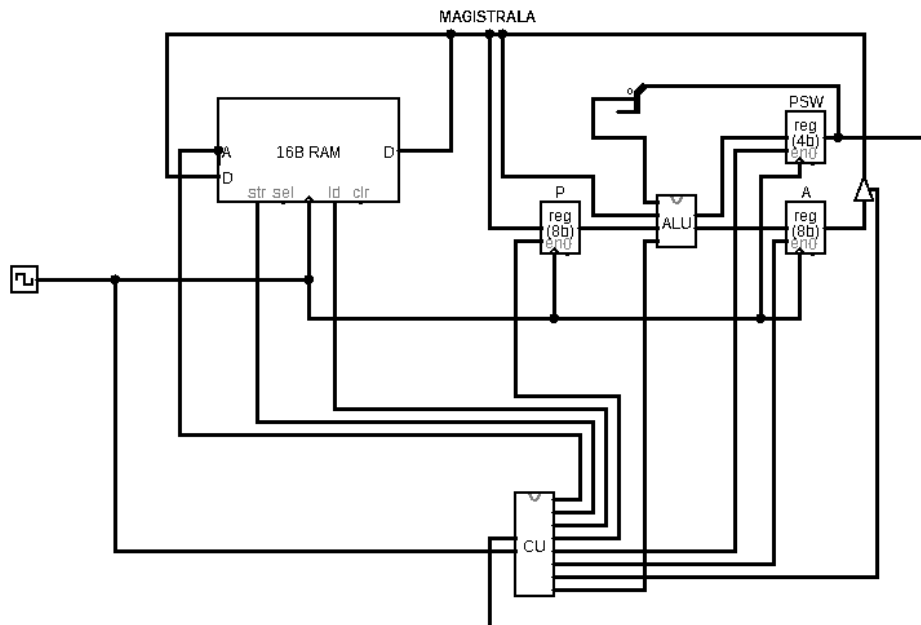 MAGISTRALA
0
PSW
reg
(4b)
en0
A
16B RAM
D
D
str sel
ld clr
P
reg
(8b)
en0
ALU
A
reg
(8b)
en0
CU